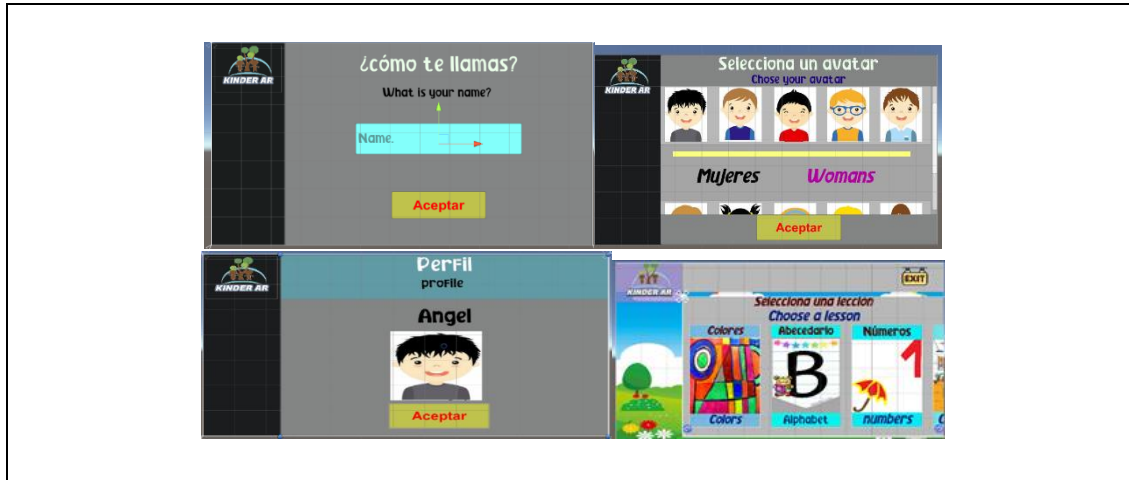 KINDER AR
¿cómo te llamas?
What is your name?
Name.
Aceptar
KINDER AR
Selecciona un avatar
Chose your avatar
Mujeres Womans
Aceptar
KINDER AR
Perfil
profile
Angel
Aceptar
KINDER AR
EXIT
Selecciona una lección
Choose a lesson
Colores Abecedario Números
B 1
Colors Alphabet numbers